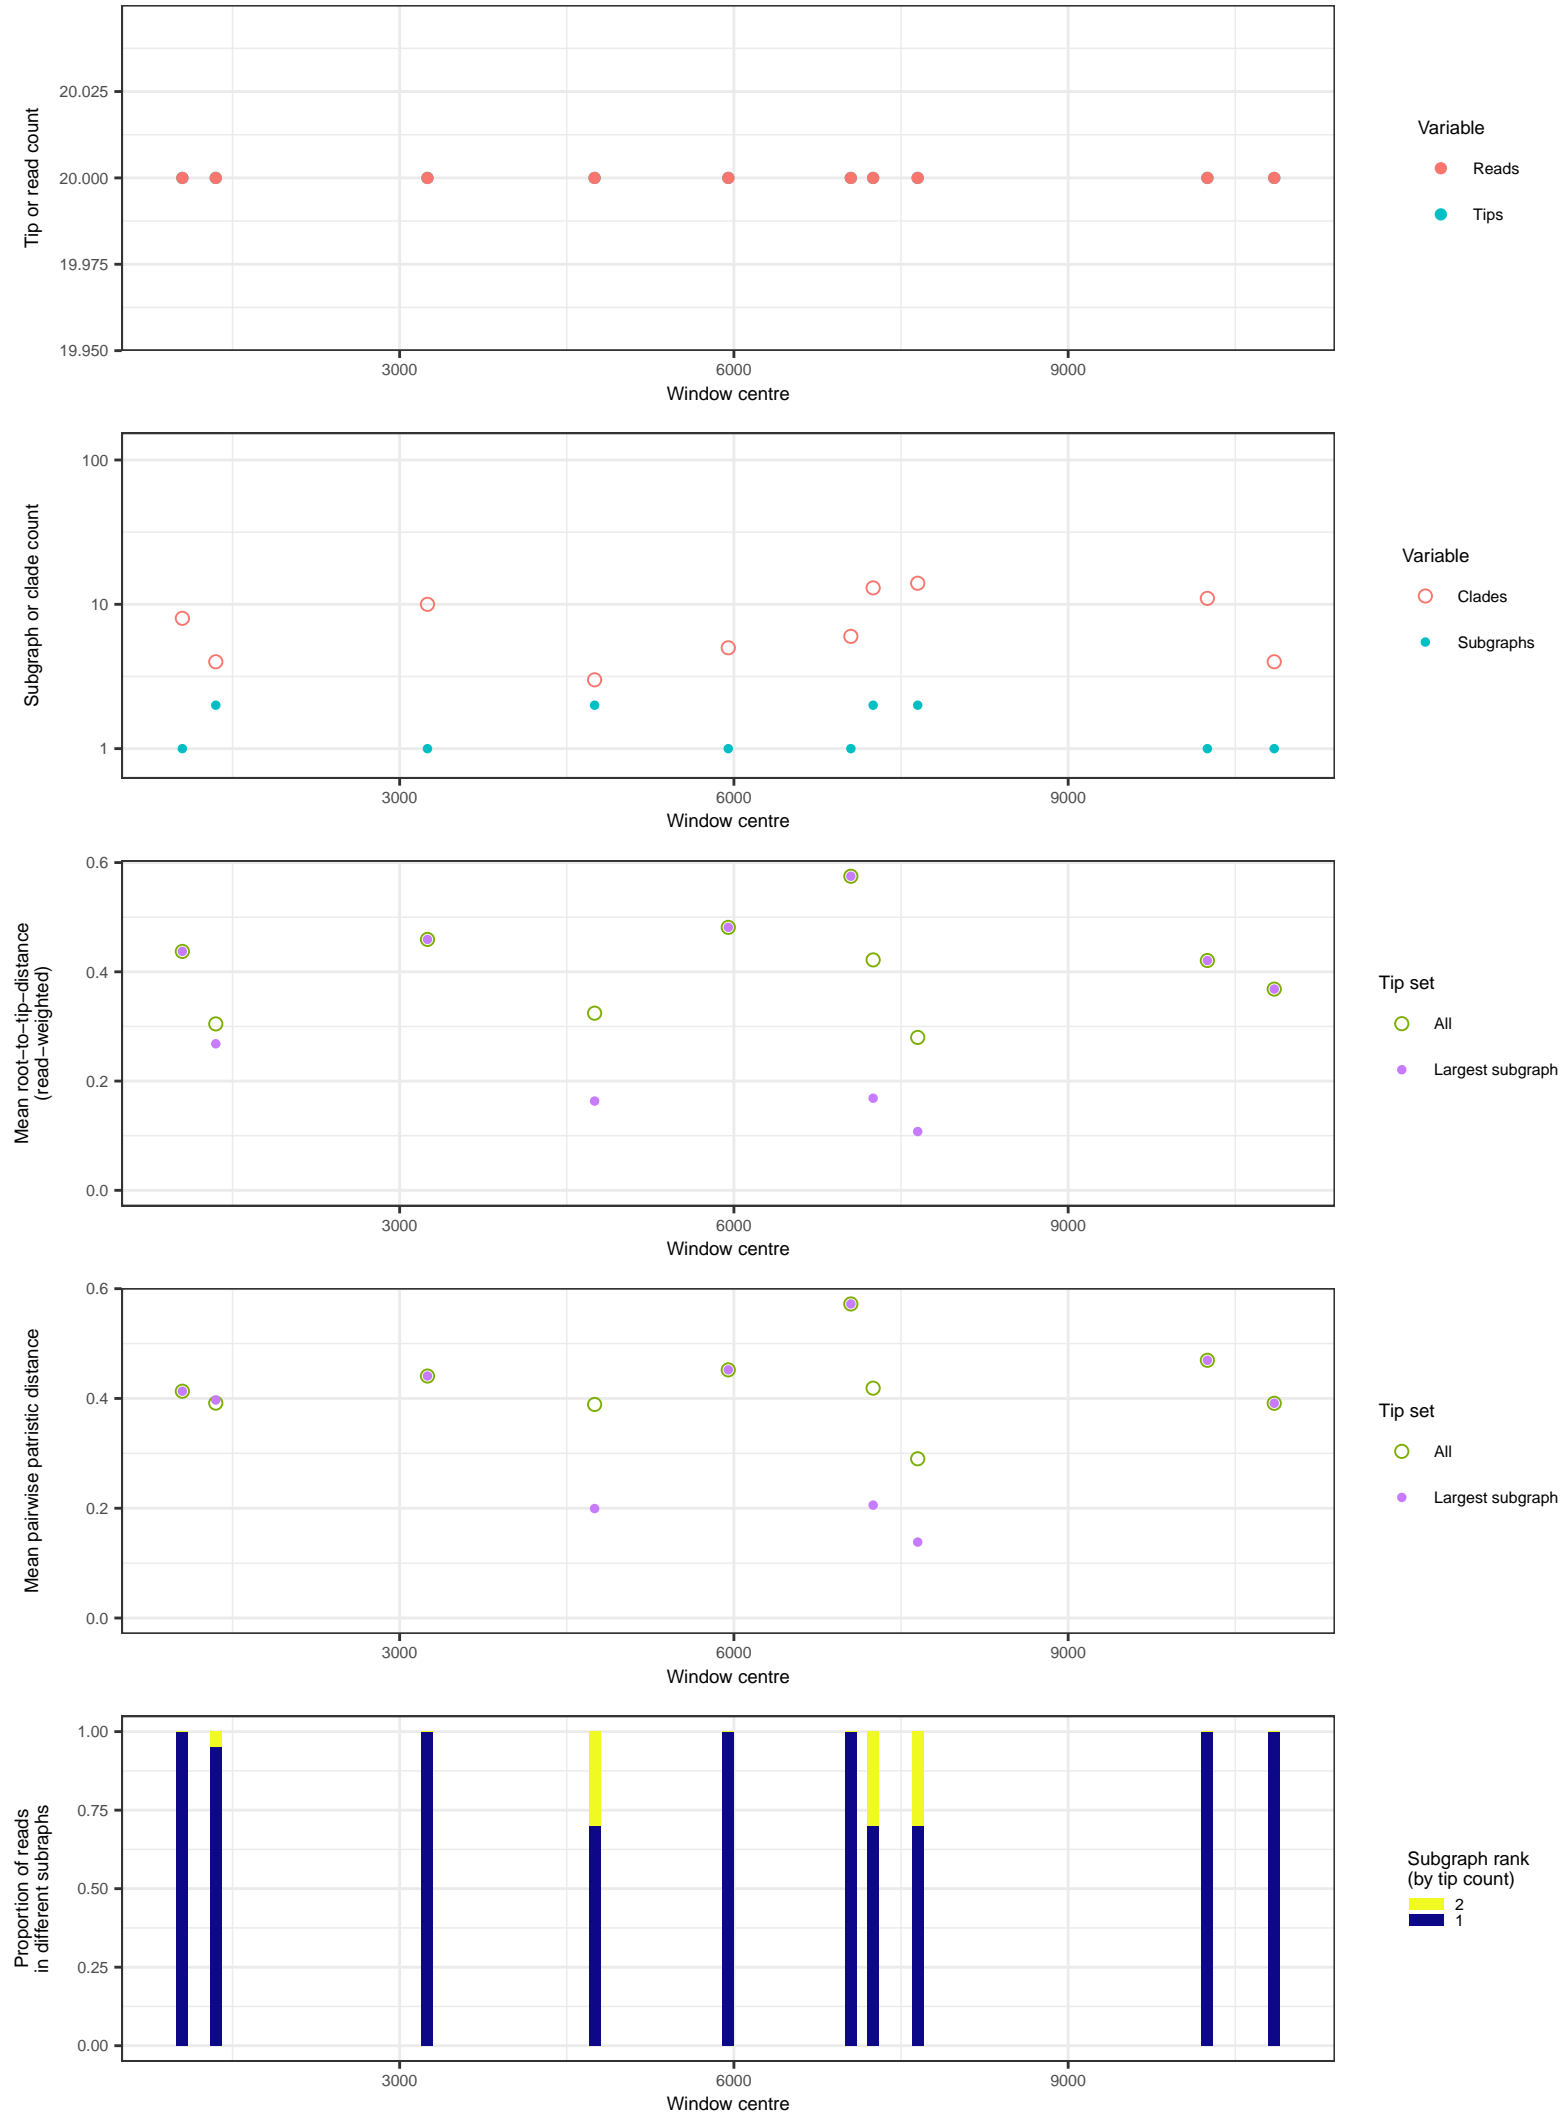 Tip or read count
20.025
20.000
19.975
19.950
3000
6000
9000
Window centre
Variable
Reads
Tips
Subgraph or clade count
100
10
1
3000
6000
9000
Window centre
Variable
Clades
Subgraphs
Mean root−to−tip−distance
(read−weighted)
0.6
0.4
0.2
0.0
3000
6000
9000
Window centre
Tip set
All
Largest subgraph
Mean pairwise patristic distance
0.6
0.4
0.2
0.0
3000
6000
9000
Window centre
Tip set
All
Largest subgraph
Proportion of reads
in different subraphs
1.00
0.75
0.50
0.25
0.00
3000
6000
9000
Window centre
Subgraph rank
(by tip count)
2
1